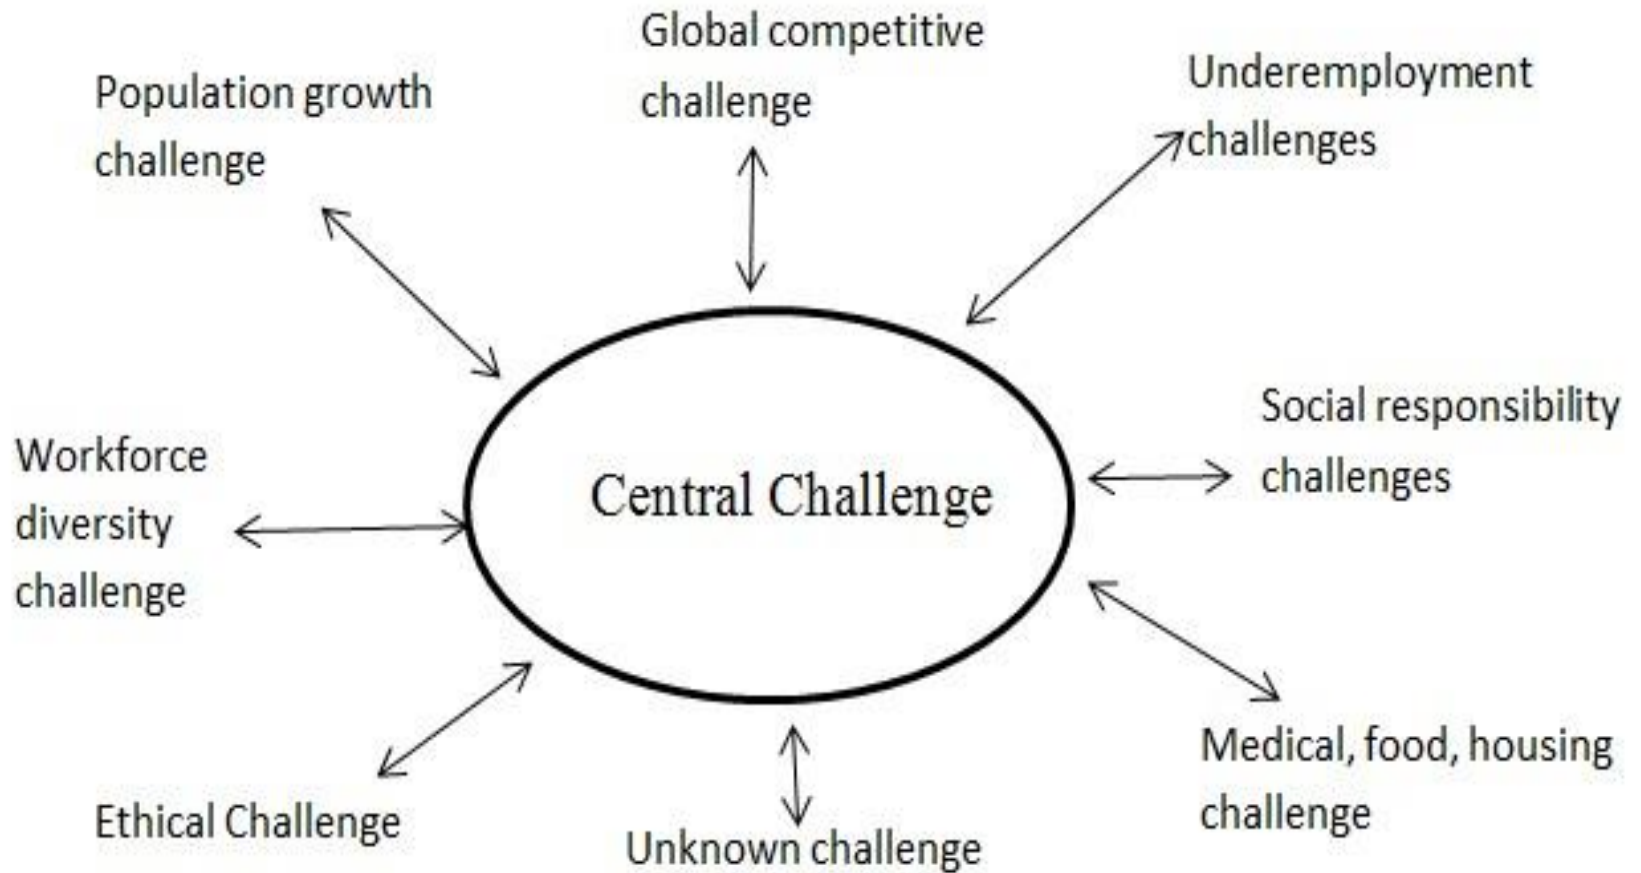 Global competitive
challenge
Underemployment
challenges
Population growth
challenge
Social responsibility
challenges
Workforce
diversity
challenge
Central Challenge
Medical, food, housing
challenge
Ethical Challenge
Unknown challenge